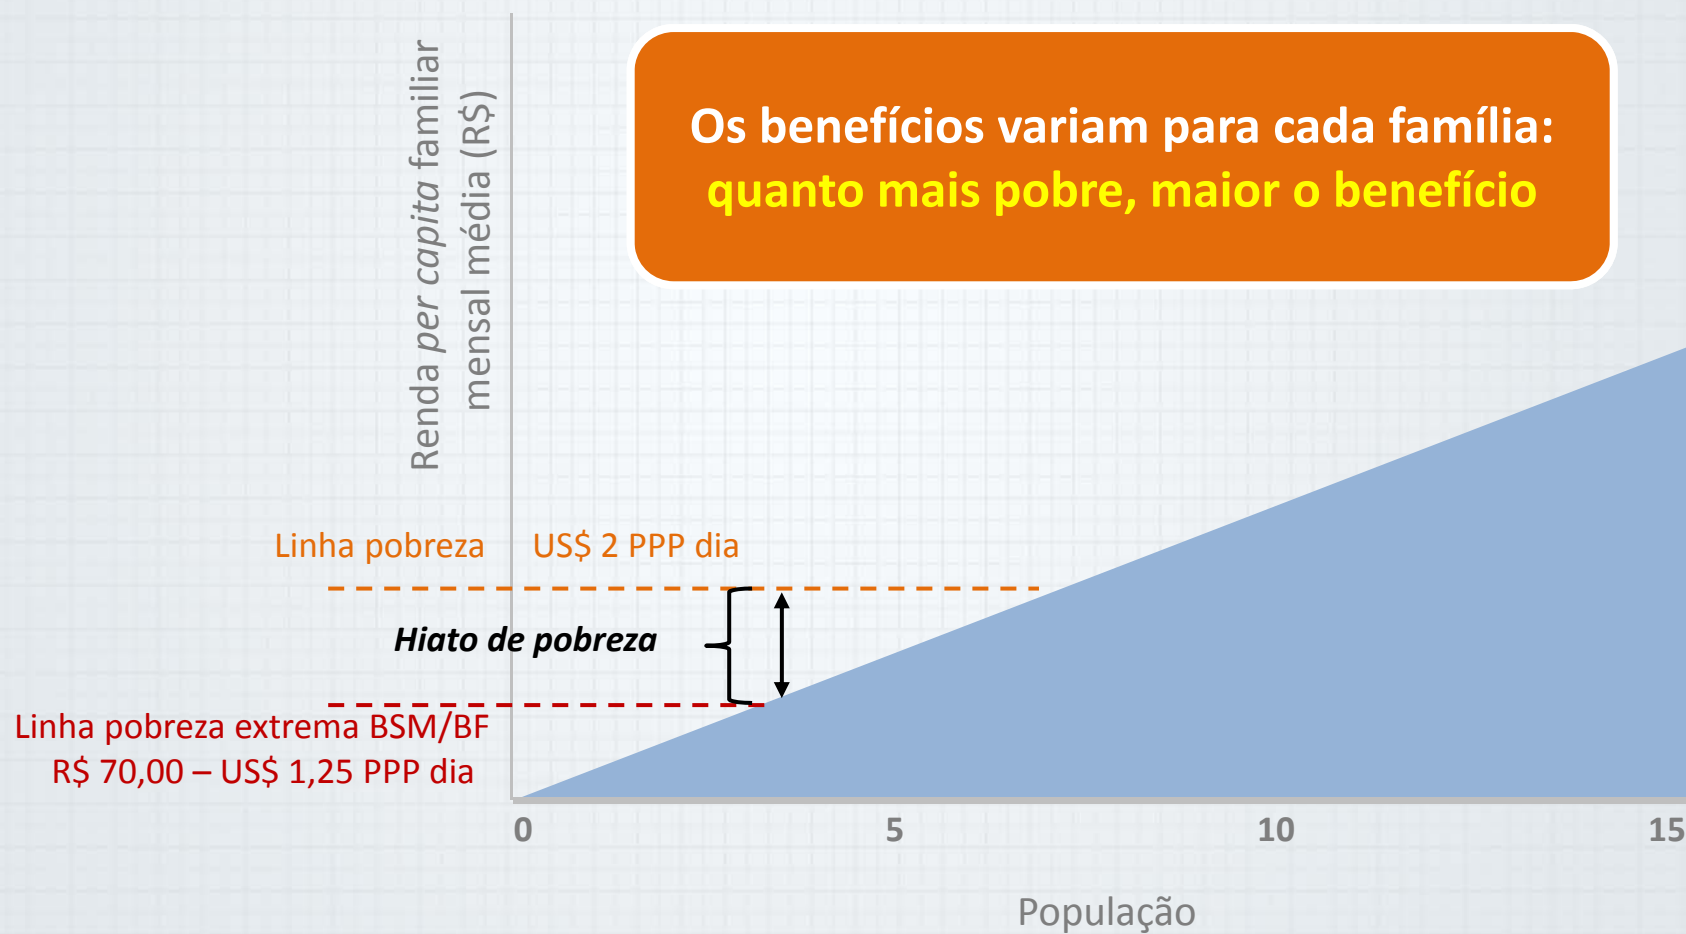 Renda per capita familiar
mensal média (R$)
Os benefícios variam para cada família:
quanto mais pobre, maior o benefício
Linha pobreza
US$ 2 PPP dia
Hiato de pobreza
Linha pobreza extrema BSM/BF
R$ 70,00 – US$ 1,25 PPP dia
0
5
10
15
População